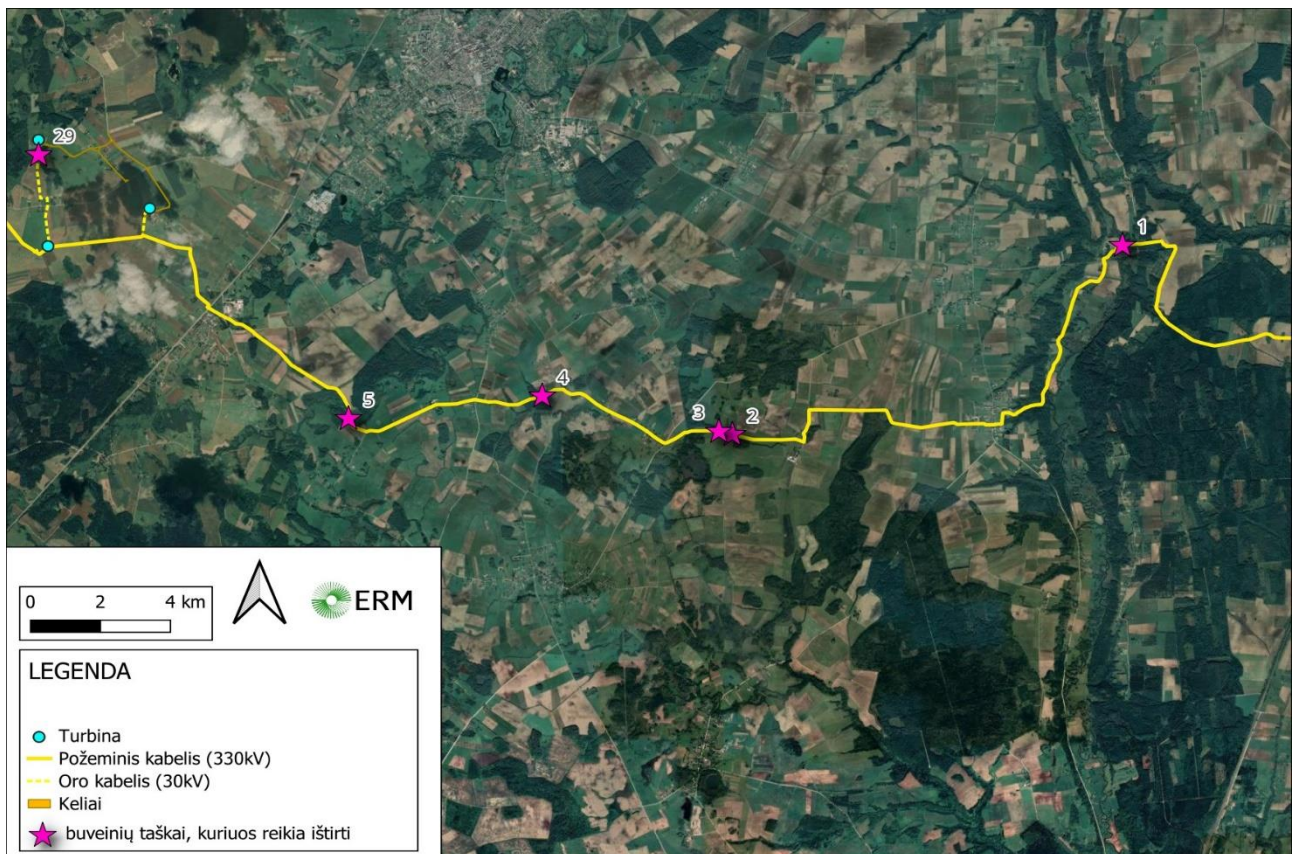 29
1
4
5
3
2
0 2 4 km
ERM
LEGENDA
Turbina
Požeminis kabelis (330kV)
Oro kabelis (30kV)
Keliai
buveinių taškai, kuriuos reikia ištirti